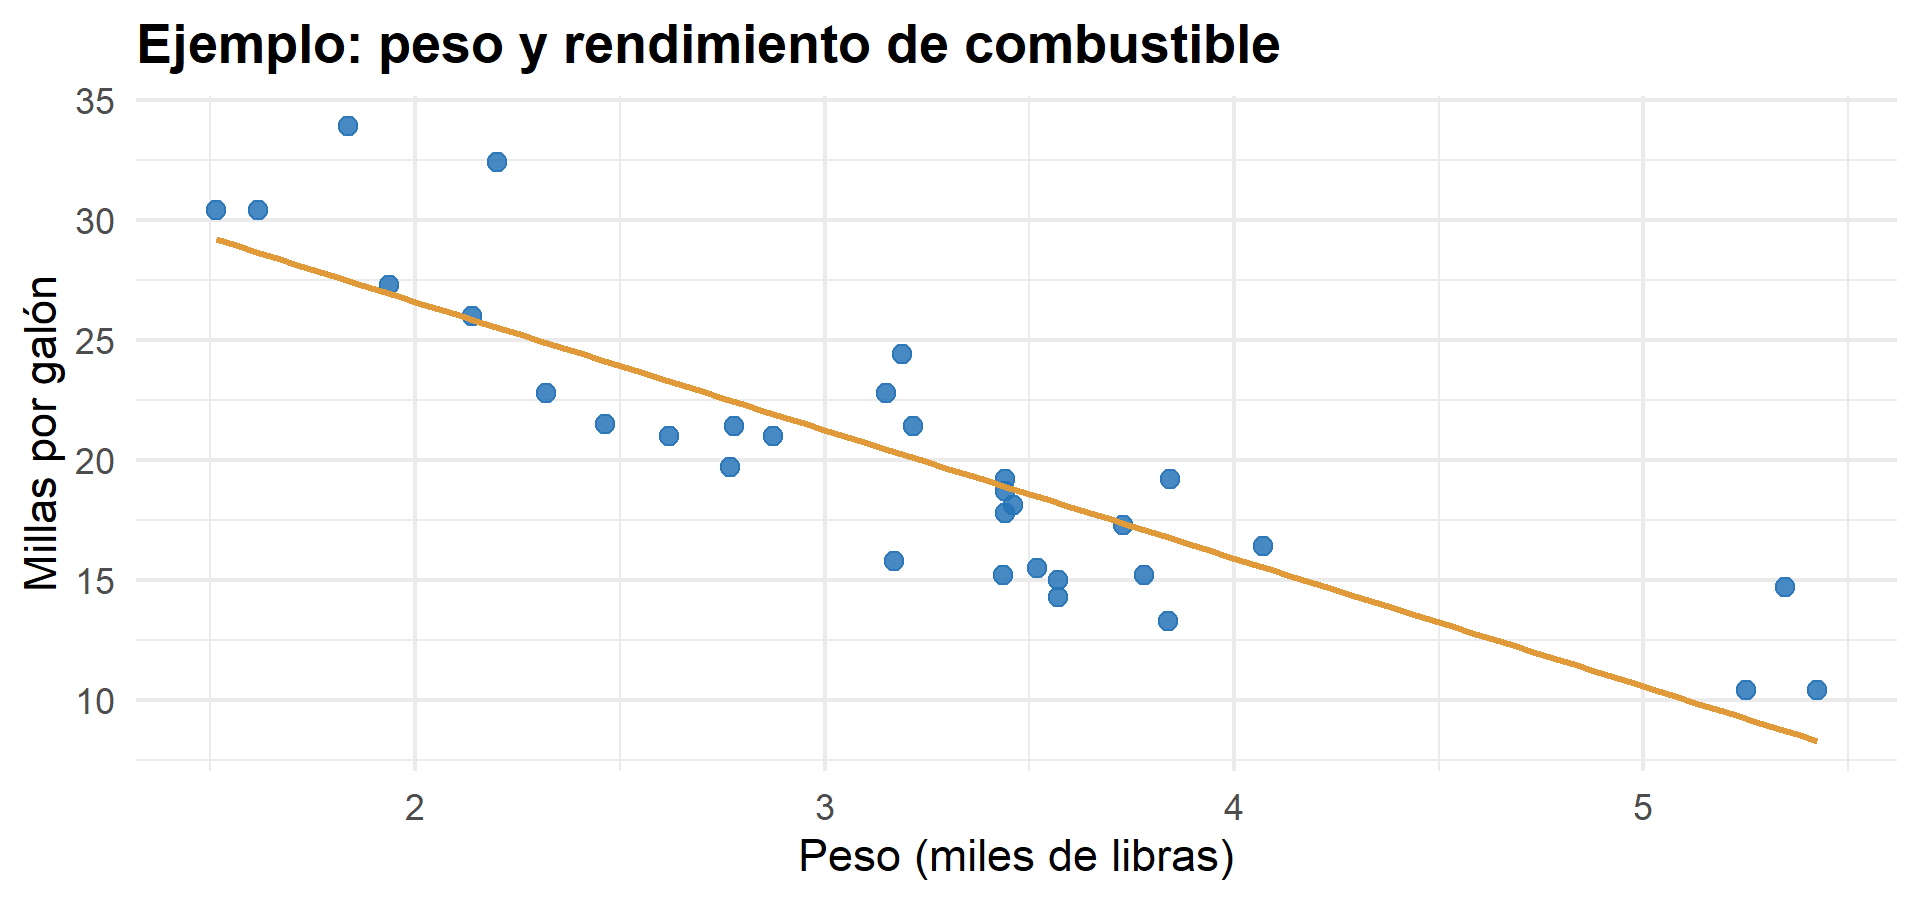 Ejemplo: peso y rendimiento de combustible
Millas por galón
35
30
25
20
15
10
2 3 4 5
Peso (miles de libras)